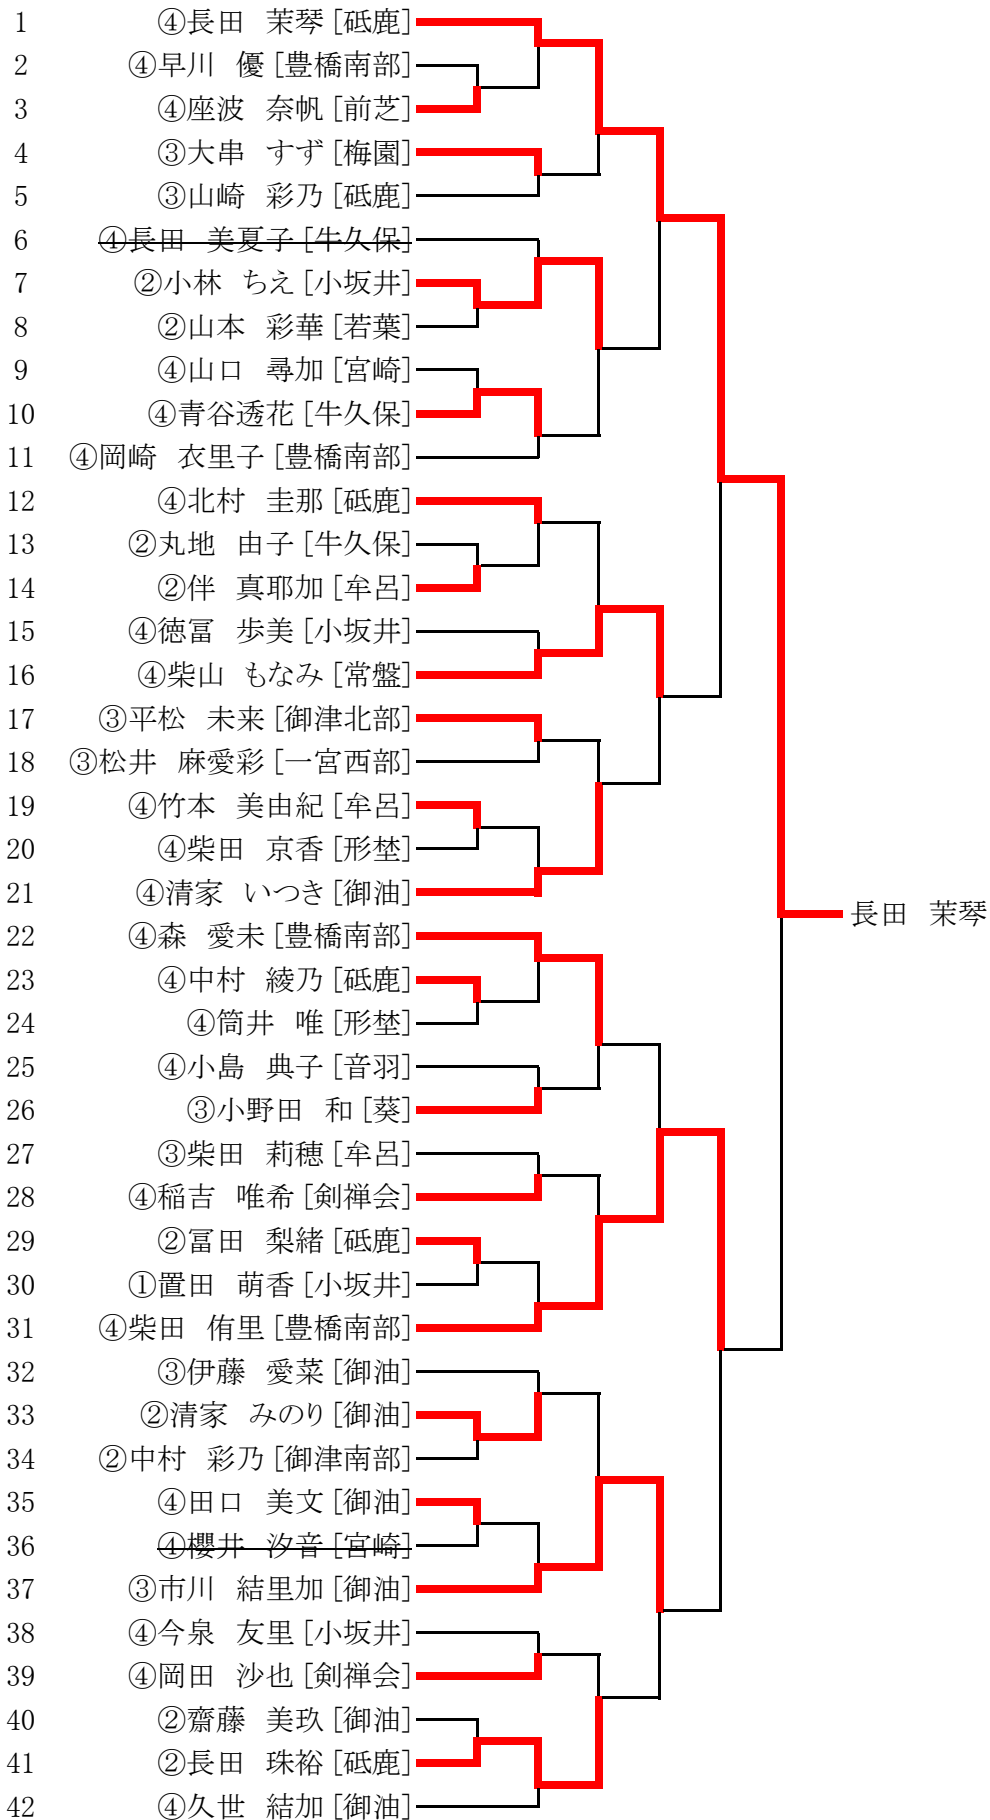 1 ④長田 茉琴 [砥鹿]
2 ④早川 優 [豊橋南部]
3 ④座波 奈帆 [前芝]
4 ③大串 すず [梅園]
5 ③山崎 彩乃 [砥鹿]
6 ④長田 美夏子 [牛久保]
7 ②小林 ちえ [小坂井]
8 ②山本 彩華 [若葉]
9 ④山口 尋加 [宮崎]
10 ④青谷透花 [牛久保]
11 ④岡崎 衣里子 [豊橋南部]
12 ④北村 圭那 [砥鹿]
13 ②丸地 由子 [牛久保]
14 ②伴 真耶加 [牟呂]
15 ④徳冨 歩美 [小坂井]
16 ④柴山 もなみ [常盤]
17 ③平松 未来 [御津北部]
18 ③松井 麻愛彩 [一宮西部]
19 ④竹本 美由紀 [牟呂]
20 ④柴田 京香 [形埜]
21 ④清家 いつき [御油]
長田 茉琴
22 ④森 愛未 [豊橋南部]
23 ④中村 綾乃 [砥鹿]
24 ④筒井 唯 [形埜]
25 ④小島 典子 [音羽]
26 ③小野田 和 [葵]
27 ③柴田 莉穂 [牟呂]
28 ④稲吉 唯希 [剣禅会]
29 ②冨田 梨緒 [砥鹿]
30 ①置田 萌香 [小坂井]
31 ④柴田 侑里 [豊橋南部]
32 ③伊藤 愛菜 [御油]
33 ②清家 みのり [御油]
34 ②中村 彩乃 [御津南部]
35 ④田口 美文 [御油]
36 ④櫻井 汐音 [宮崎]
37 ③市川 結里加 [御油]
38 ④今泉 友里 [小坂井]
39 ④岡田 沙也 [剣禅会]
40 ②齋藤 美玖 [御油]
41 ②長田 珠裕 [砥鹿]
42 ④久世 結加 [御油]